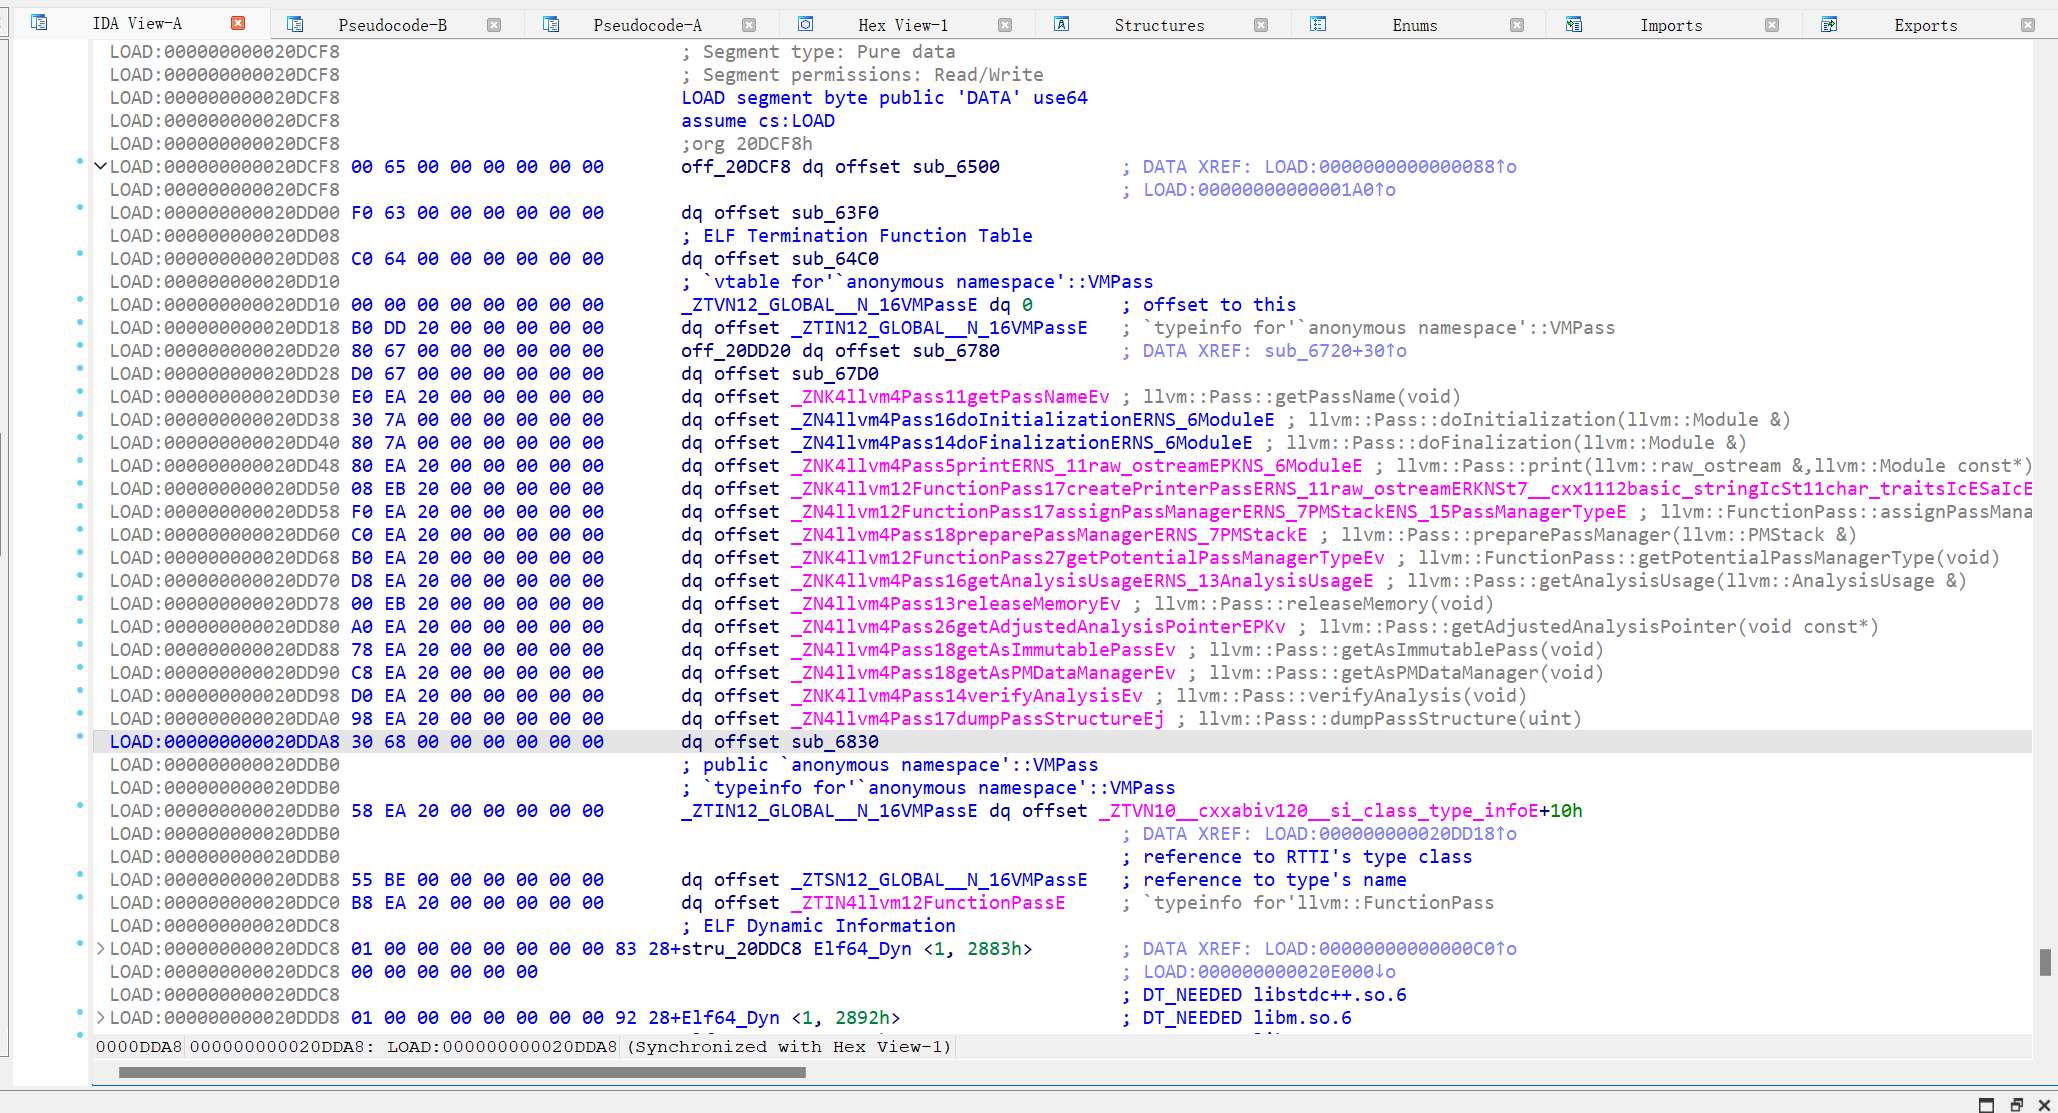 IDA View-A Pseudocode-B Pseudocode-A Hex View-1 Structures Enums Imports Exports
LOAD:000000000020DCF8 ; Segment type: Pure data
LOAD:000000000020DCF8 ; Segment permissions: Read/Write
LOAD:000000000020DCF8 LOAD segment byte public 'DATA' use64
LOAD:000000000020DCF8 assume cs:LOAD
LOAD:000000000020DCF8 ;org 20DCF8h
LOAD:000000000020DCF8 00 65 00 00 00 00 00 00 off_20DCF8 dq offset sub_6500 ; DATA XREF: LOAD:0000000000000088↑o
LOAD:000000000020DCF8 ; LOAD:00000000000001A0↑o
LOAD:000000000020DD00 F0 63 00 00 00 00 00 00 dq offset sub_63F0
LOAD:000000000020DD08 ; ELF Termination Function Table
LOAD:000000000020DD08 C0 64 00 00 00 00 00 00 dq offset sub_64C0
LOAD:000000000020DD10 ; `vtable for'`anonymous namespace'::VMPass
LOAD:000000000020DD10 00 00 00 00 00 00 00 00 _ZTVN12_GLOBAL__N_16VMPassE dq 0 ; offset to this
LOAD:000000000020DD18 B0 DD 20 00 00 00 00 00 dq offset _ZTIN12_GLOBAL__N_16VMPassE ; `typeinfo for'`anonymous namespace'::VMPass
LOAD:000000000020DD20 80 67 00 00 00 00 00 00 off_20DD20 dq offset sub_6780 ; DATA XREF: sub_6720+30↑o
LOAD:000000000020DD28 D0 67 00 00 00 00 00 00 dq offset sub_67D0
LOAD:000000000020DD30 E0 EA 20 00 00 00 00 00 dq offset _ZNK4llvm4Pass11getPassNameEv ; llvm::Pass::getPassName(void)
LOAD:000000000020DD38 30 7A 00 00 00 00 00 00 dq offset _ZN4llvm4Pass16doInitializationERNS_6ModuleE ; llvm::Pass::doInitialization(llvm::Module &)
LOAD:000000000020DD40 80 7A 00 00 00 00 00 00 dq offset _ZN4llvm4Pass14doFinalizationERNS_6ModuleE ; llvm::Pass::doFinalization(llvm::Module &)
LOAD:000000000020DD48 80 EA 20 00 00 00 00 00 dq offset _ZNK4llvm4Pass5printERNS_11raw_ostreamEPKNS_6ModuleE ; llvm::Pass::print(llvm::raw_ostream &,llvm::Module const*)
LOAD:000000000020DD50 08 EB 20 00 00 00 00 00 dq offset _ZNK4llvm12FunctionPass17createPrinterPassERNS_11raw_ostreamERKNSt7__cxx1112basic_stringIcSt11char_traitsIcESaIcE
LOAD:000000000020DD58 F0 EA 20 00 00 00 00 00 dq offset _ZN4llvm12FunctionPass17assignPassManagerERNS_7PMStackENS_15PassManagerTypeE ; llvm::FunctionPass::assignPassMana
LOAD:000000000020DD60 C0 EA 20 00 00 00 00 00 dq offset _ZN4llvm4Pass18preparePassManagerERNS_7PMStackE ; llvm::Pass::preparePassManager(llvm::PMStack &)
LOAD:000000000020DD68 B0 EA 20 00 00 00 00 00 dq offset _ZNK4llvm12FunctionPass27getPotentialPassManagerTypeEv ; llvm::FunctionPass::getPotentialPassManagerType(void)
LOAD:000000000020DD70 D8 EA 20 00 00 00 00 00 dq offset _ZNK4llvm4Pass16getAnalysisUsageERNS_13AnalysisUsageE ; llvm::Pass::getAnalysisUsage(llvm::AnalysisUsage &)
LOAD:000000000020DD78 00 EB 20 00 00 00 00 00 dq offset _ZN4llvm4Pass13releaseMemoryEv ; llvm::Pass::releaseMemory(void)
LOAD:000000000020DD80 A0 EA 20 00 00 00 00 00 dq offset _ZN4llvm4Pass26getAdjustedAnalysisPointerEPKv ; llvm::Pass::getAdjustedAnalysisPointer(void const*)
LOAD:000000000020DD88 78 EA 20 00 00 00 00 00 dq offset _ZN4llvm4Pass18getAsImmutablePassEv ; llvm::Pass::getAsImmutablePass(void)
LOAD:000000000020DD90 C8 EA 20 00 00 00 00 00 dq offset _ZN4llvm4Pass18getAsPMDataManagerEv ; llvm::Pass::getAsPMDataManager(void)
LOAD:000000000020DD98 D0 EA 20 00 00 00 00 00 dq offset _ZNK4llvm4Pass14verifyAnalysisEv ; llvm::Pass::verifyAnalysis(void)
LOAD:000000000020DDA0 98 EA 20 00 00 00 00 00 dq offset _ZN4llvm4Pass17dumpPassStructureEj ; llvm::Pass::dumpPassStructure(uint)
LOAD:000000000020DDA8 30 68 00 00 00 00 00 00 dq offset sub_6830
LOAD:000000000020DDB0 ; public `anonymous namespace'::VMPass
LOAD:000000000020DDB0 ; `typeinfo for'`anonymous namespace'::VMPass
LOAD:000000000020DDB0 58 EA 20 00 00 00 00 00 _ZTIN12_GLOBAL__N_16VMPassE dq offset _ZTVN10__cxxabiv120__si_class_type_infoE+10h
LOAD:000000000020DDB0 ; DATA XREF: LOAD:000000000020DD18↑o
LOAD:000000000020DDB0 ; reference to RTTI's type class
LOAD:000000000020DDB8 55 BE 00 00 00 00 00 00 dq offset _ZTSN12_GLOBAL__N_16VMPassE ; reference to type's name
LOAD:000000000020DDC0 B8 EA 20 00 00 00 00 00 dq offset _ZTIN4llvm12FunctionPassE ; `typeinfo for'llvm::FunctionPass
LOAD:000000000020DDC8 ; ELF Dynamic Information
LOAD:000000000020DDC8 01 00 00 00 00 00 00 00 83 28+stru_20DDC8 Elf64_Dyn <1, 2883h> ; DATA XREF: LOAD:00000000000000C0↑o
LOAD:000000000020DDC8 00 00 00 00 00 00 ; LOAD:000000000020E000↓o
LOAD:000000000020DDC8 ; DT_NEEDED libstdc++.so.6
LOAD:000000000020DDD8 01 00 00 00 00 00 00 00 92 28+Elf64_Dyn <1, 2892h> ; DT_NEEDED libm.so.6
0000DDA8 000000000020DDA8: LOAD:000000000020DDA8 (Synchronized with Hex View-1)